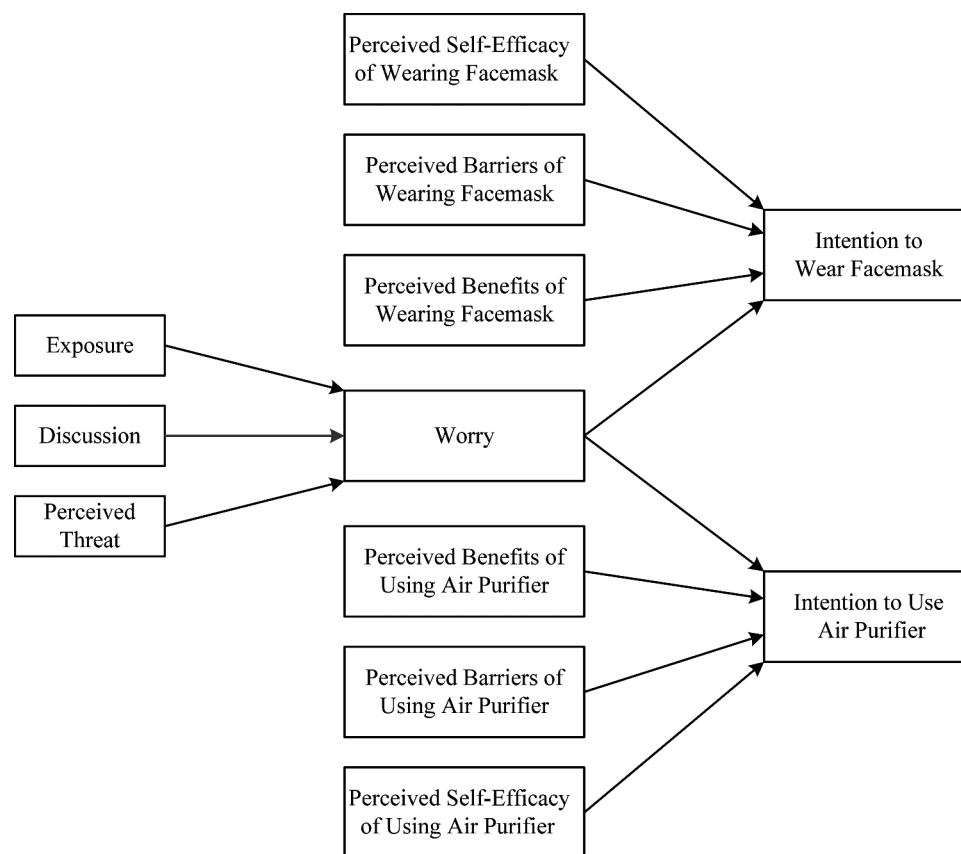 Perceived Self-Efficacy
of Wearing Facemask
Perceived Barriers of
Wearing Facemask
Intention to
Wear Facemask
Perceived Benefits of
Wearing Facemask
Exposure
Discussion
Worry
Perceived
Threat
Perceived Benefits of
Using Air Purifier
Intention to Use
Air Purifier
Perceived Barriers of
Using Air Purifier
Perceived Self-Efficacy
of Using Air Purifier